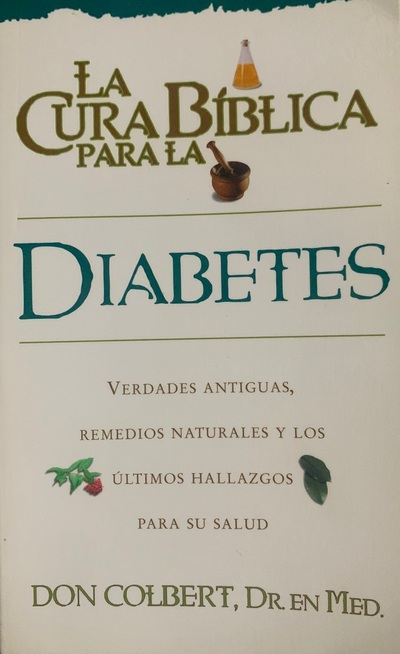 LA
CURA BÍBLICA
PARA LA
DIABETES
VERDADES ANTIGUAS,
REMEDIOS NATURALES Y LOS
ÚLTIMOS HALLAZGOS
PARA SU SALUD
DON COLBERT, DR. EN MED.